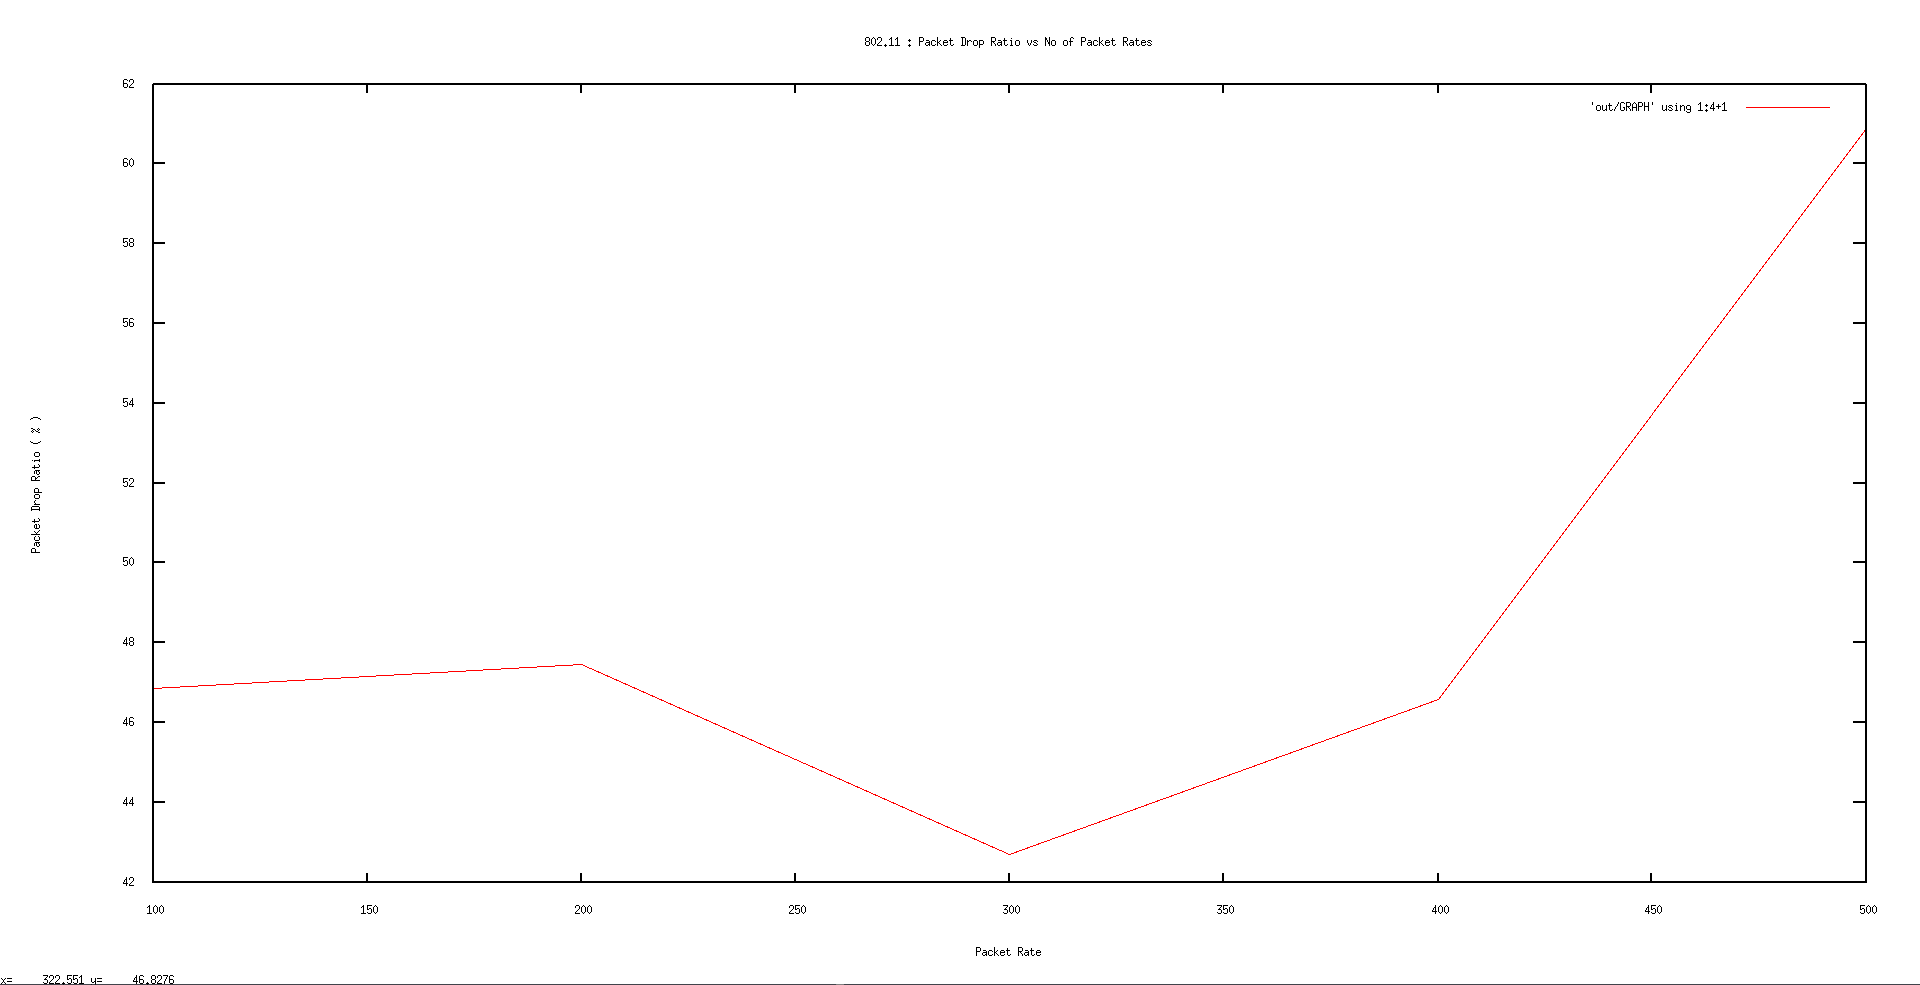 802.11 : Packet Drop Ratio vs No of Packet Rates
62
'out/GRAPH' using 1:4+1
60
58
56
54
52
50
48
46
44
42
Packet Drop Ratio ( % )
100 150 200 250 300 350 400 450 500
Packet Rate
x= 322.551 y= 46.8276